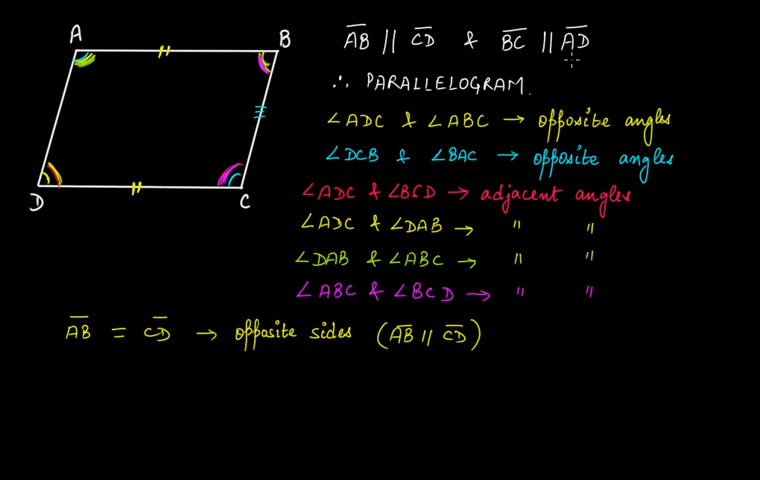 A
B
D
C
AB || CD & BC || AD
∴ PARALLELOGRAM.
∠ADC & ∠ABC → opposite angles
∠DCB & ∠BAC → opposite angles
∠ADC & ∠BCD → adjacent angles
∠ADC & ∠DAB → " "
∠DAB & ∠ABC → " "
∠ABC & ∠BCD → " "
AB = CD → opposite sides (AB || CD)